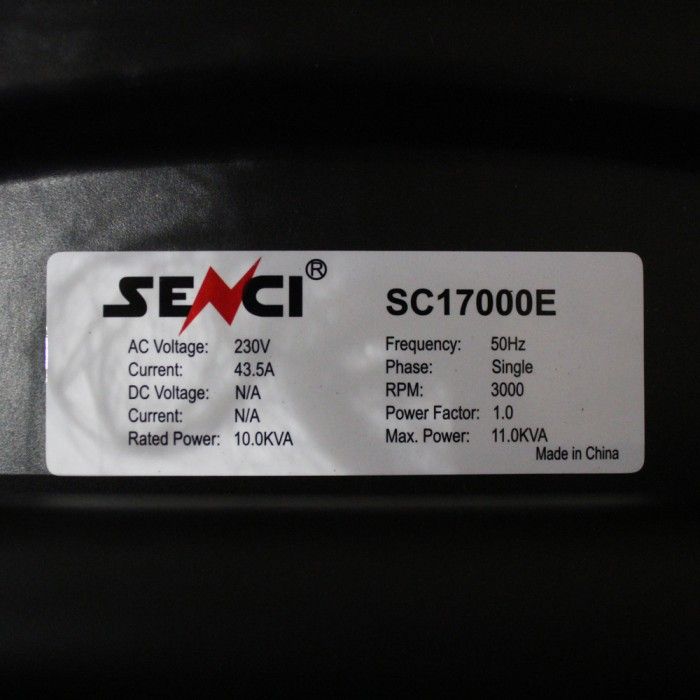 SENCI® SC17000E
AC Voltage: 230V Frequency: 50Hz
Current: 43.5A Phase: Single
DC Voltage: N/A RPM: 3000
Current: N/A Power Factor: 1.0
Rated Power: 10.0KVA Max. Power: 11.0KVA
Made in China